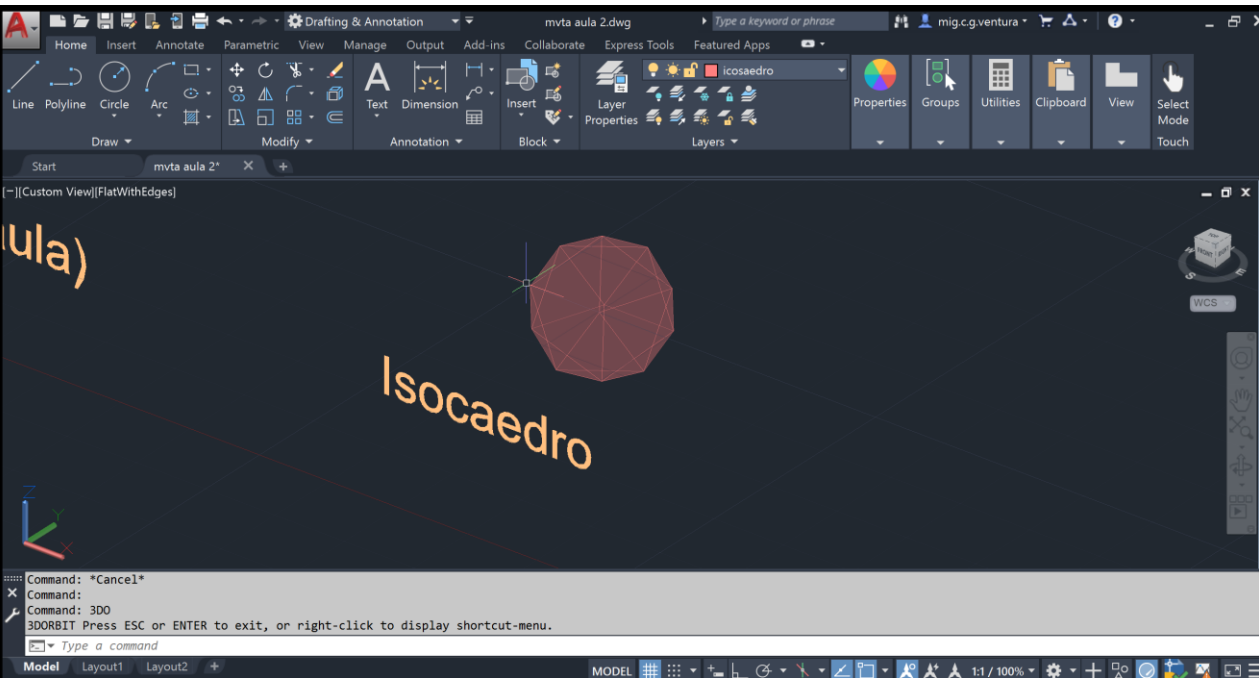 Drafting & Annotation
mvta aula 2.dwg
Type a keyword or phrase
mig.c.g.ventura
Home Insert Annotate Parametric View Manage Output Add-ins Collaborate Express Tools Featured Apps
icosaedro
Line Polyline Circle Arc
Text Dimension
Insert
Layer Properties
Properties Groups Utilities Clipboard View
Select Mode
Draw Modify Annotation Block Layers Touch
Start mvta aula 2* +
[−][Custom View][FlatWithEdges]
ula)
TOP
FRONT
S E
WCS
Isocaedro
Z
Y
X
Command: *Cancel*
Command:
Command: 3DO
3DORBIT Press ESC or ENTER to exit, or right-click to display shortcut-menu.
Type a command
Model Layout1 Layout2 +
MODEL 1:1 / 100%